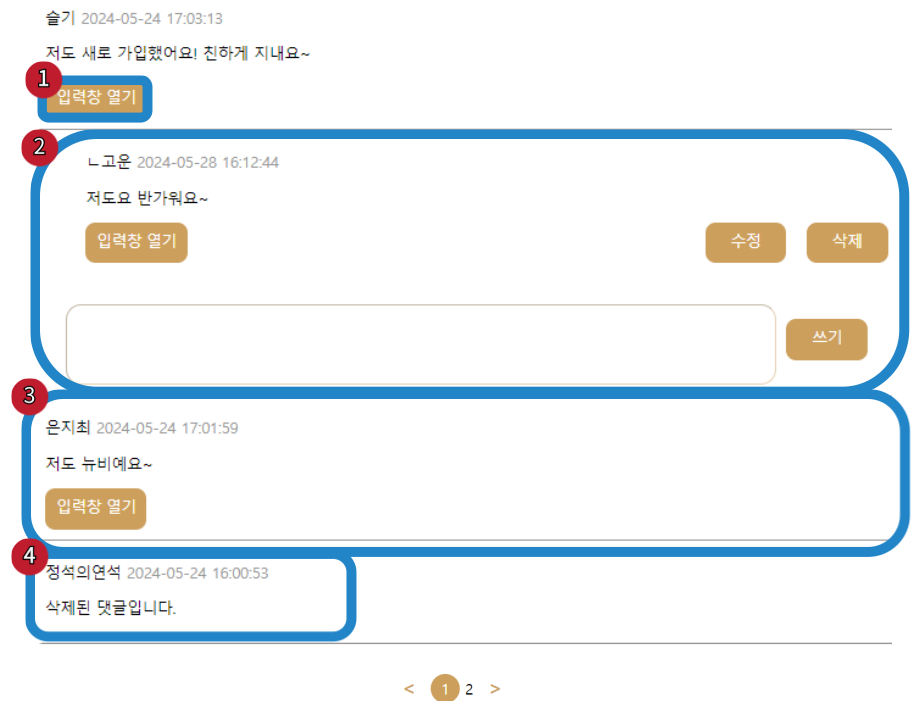 슬기 2024-05-24 17:03:13
저도 새로 가입했어요! 친하게 지내요~
1
입력창 열기
2
ㄴ고운 2024-05-28 16:12:44
저도요 반가워요~
입력창 열기 수정 삭제
쓰기
3
은지최 2024-05-24 17:01:59
저도 뉴비예요~
입력창 열기
4
정석의연석 2024-05-24 16:00:53
삭제된 댓글입니다.
< 1 2 >